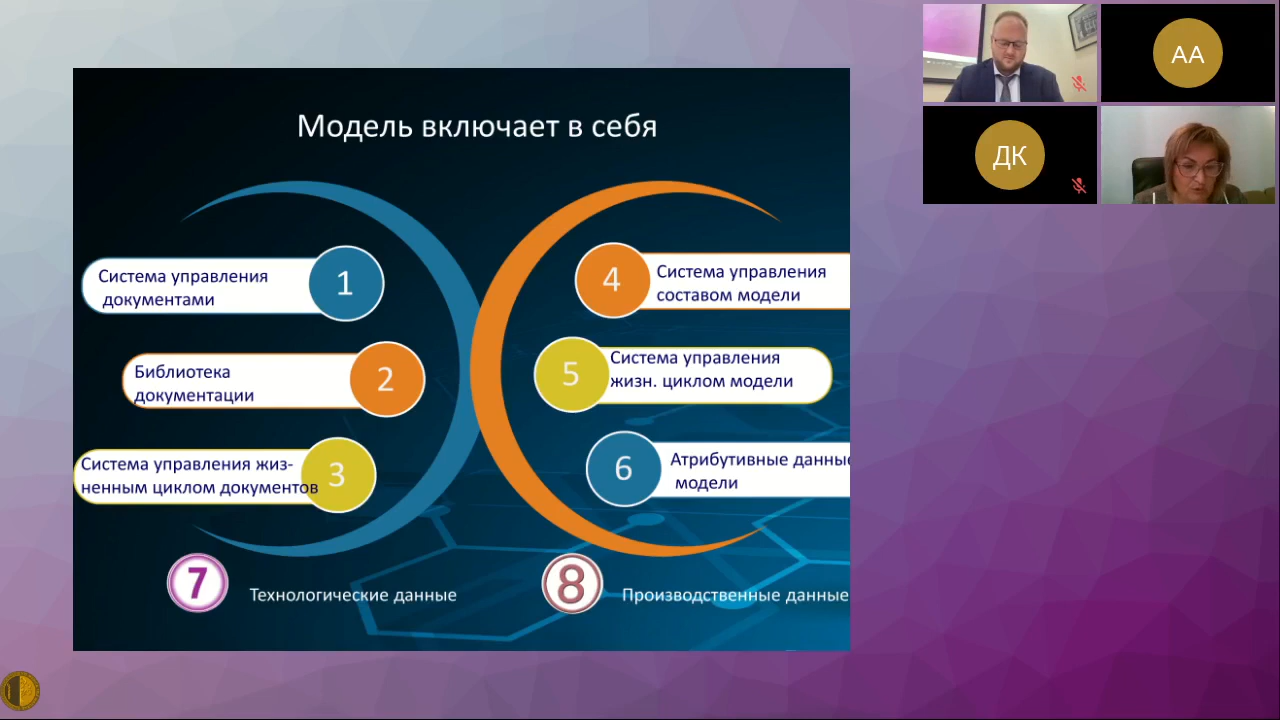 Модель включает в себя
1
Система управления
документами
2
Библиотека
документации
3
Система управления жиз-
ненным циклом документов
4
Система управления
составом модели
5
Система управления
жизн. циклом модели
6
Атрибутивные данные
модели
7
Технологические данные
8
Производственные данные
АА
ДК